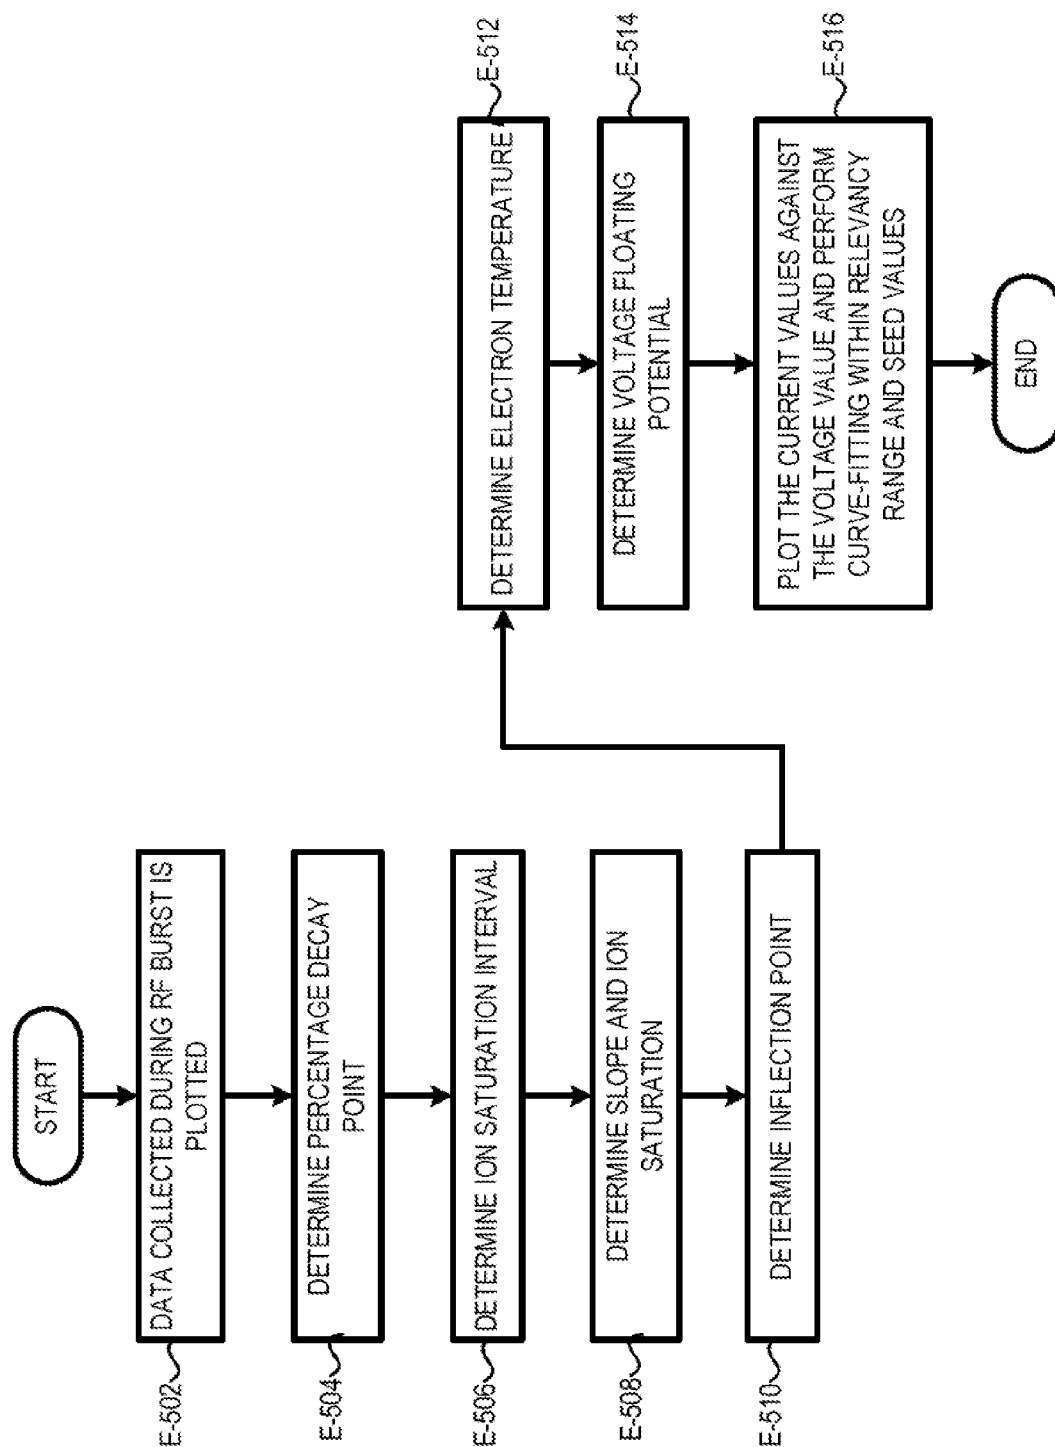 START
DATA COLLECTED DURING RF BURST IS
PLOTTED
E-502
DETERMINE PERCENTAGE DECAY
POINT
E-504
DETERMINE ION SATURATION INTERVAL
E-506
DETERMINE SLOPE AND ION
SATURATION
E-508
DETERMINE INFLECTION POINT
E-510
DETERMINE ELECTRON TEMPERATURE
E-512
DETERMINE VOLTAGE FLOATING
POTENTIAL
E-514
PLOT THE CURRENT VALUES AGAINST
THE VOLTAGE VALUE AND PERFORM
CURVE-FITTING WITHIN RELEVANCY
RANGE AND SEED VALUES
E-516
END